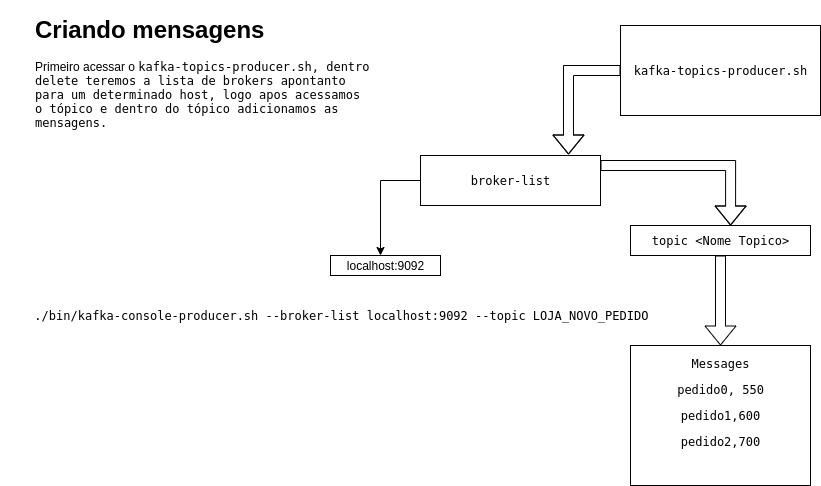 Criando mensagens
Primeiro acessar o kafka-topics-producer.sh, dentro
delete teremos a lista de brokers apontanto
para um determinado host, logo apos acessamos
o tópico e dentro do tópico adicionamos as
mensagens.
kafka-topics-producer.sh
broker-list
topic <Nome Topico>
localhost:9092
./bin/kafka-console-producer.sh --broker-list localhost:9092 --topic LOJA_NOVO_PEDIDO
Messages
pedido0, 550
pedido1,600
pedido2,700